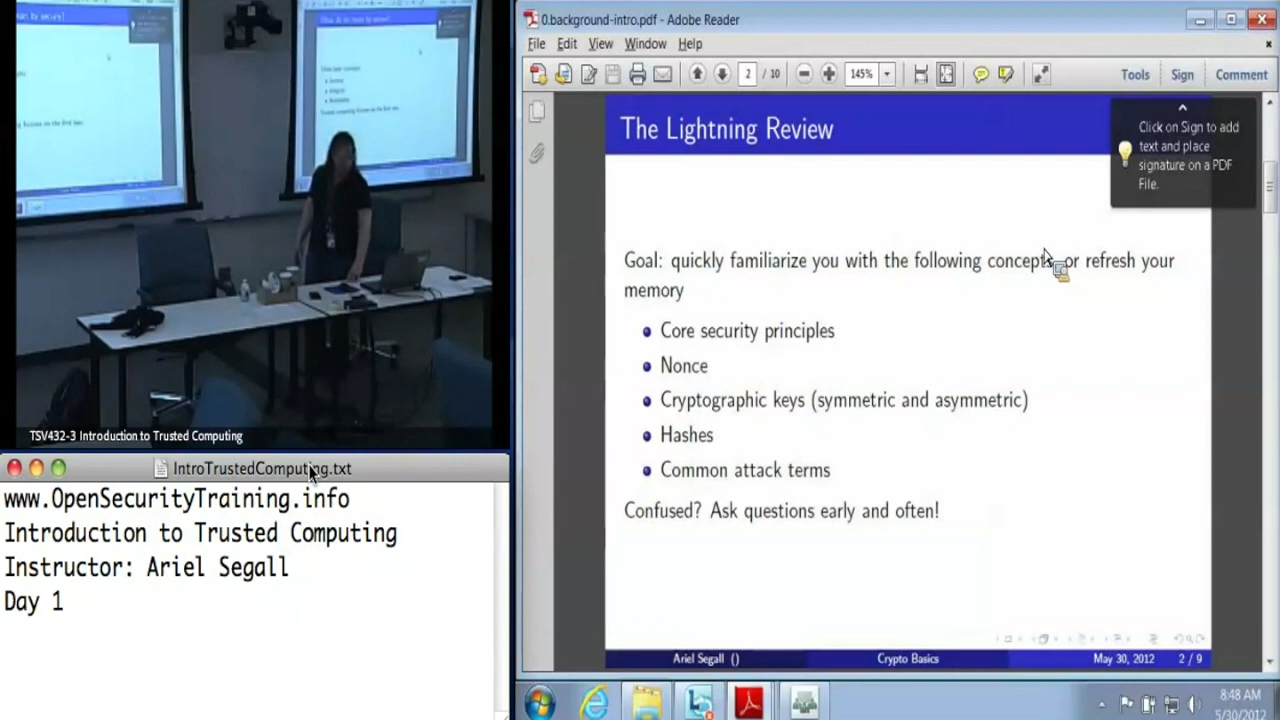 TSV432-3 Introduction to Trusted Computing
IntroTrustedComputing.txt
www.OpenSecurityTraining.info
Introduction to Trusted Computing
Instructor: Ariel Segall
Day 1
0.background-intro.pdf - Adobe Reader
File Edit View Window Help
2 / 10 145% Tools Sign Comment
The Lightning Review
Click on Sign to add
text and place
signature on a PDF
File.
Goal: quickly familiarize you with the following concepts, or refresh your
memory
Core security principles
Nonce
Cryptographic keys (symmetric and asymmetric)
Hashes
Common attack terms
Confused? Ask questions early and often!
Ariel Segall () Crypto Basics May 30, 2012 2 / 9
8:48 AM
5/30/2012